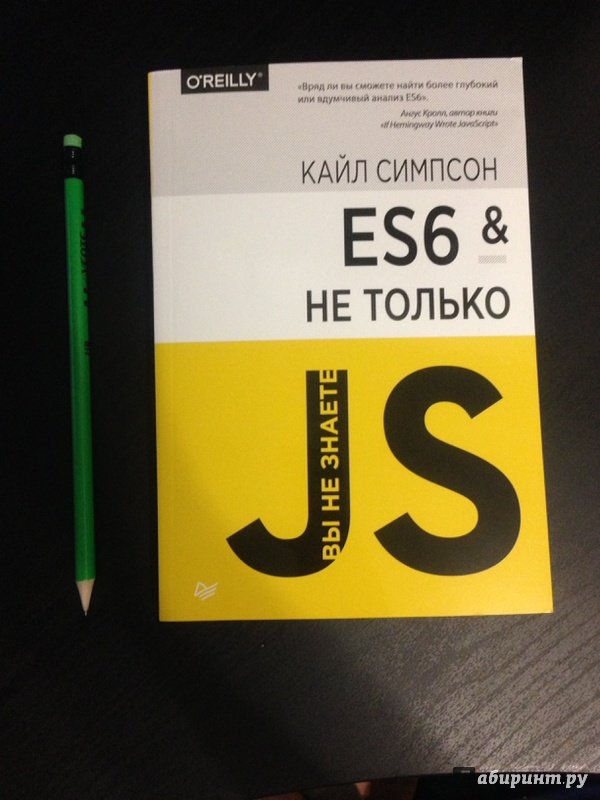 O'REILLY®
«Вряд ли вы сможете найти более глубокий
или вдумчивый анализ ES6».
Ангус Кролл, автор книги
«If Hemingway Wrote JavaScript»
КАЙЛ СИМПСОН
ES6 &
НЕ ТОЛЬКО
ВЫ НЕ ЗНАЕТЕ
JS
абиринт.ру